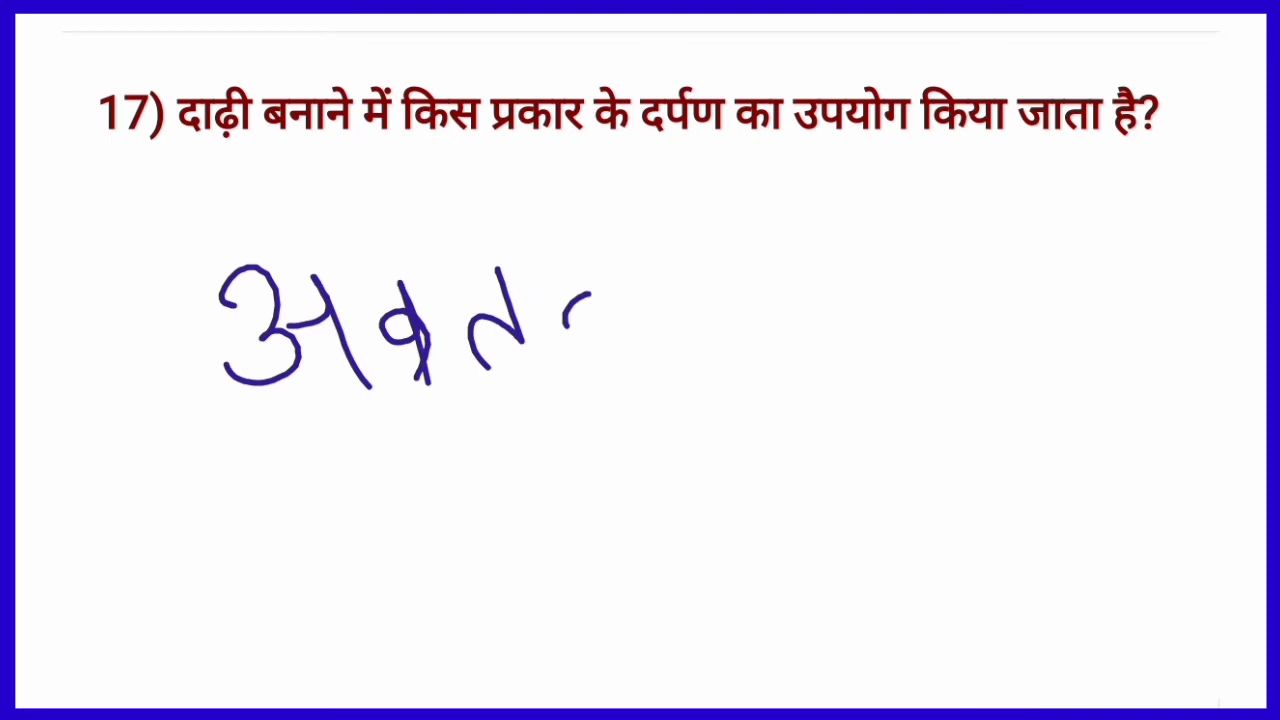 17) दाढ़ी बनाने में किस प्रकार के दर्पण का उपयोग किया जाता है?
अवत